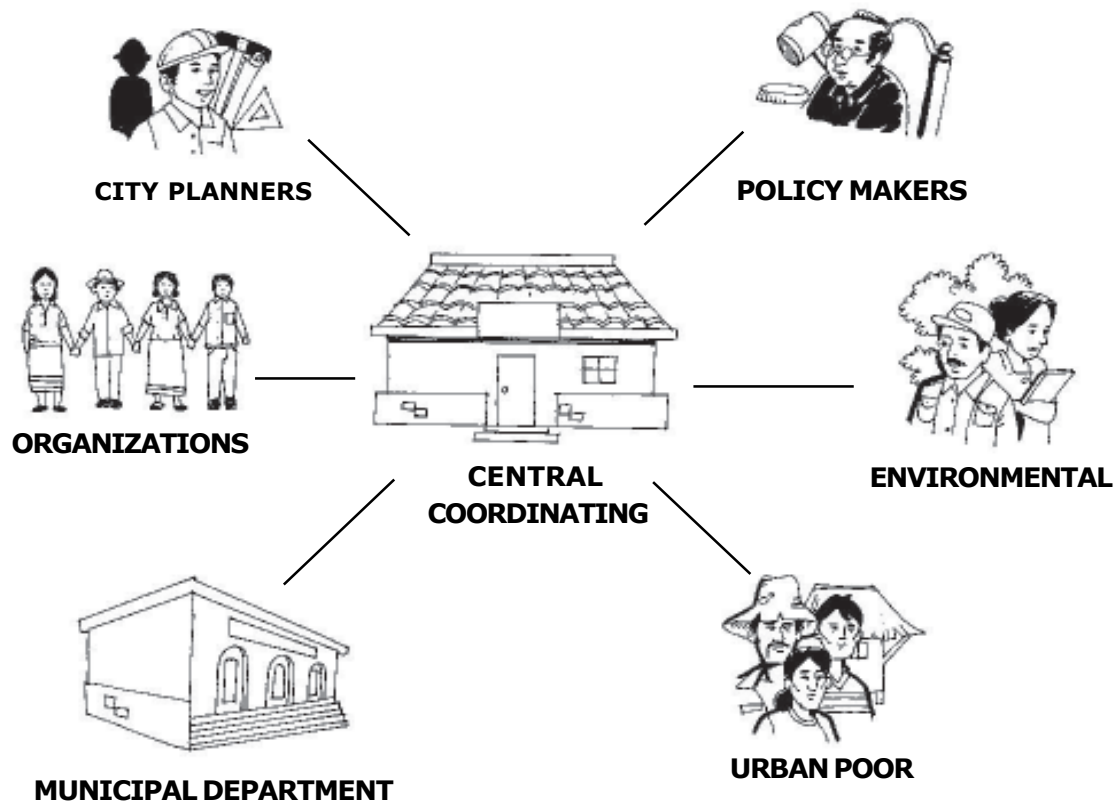 CITY PLANNERS
POLICY MAKERS
ORGANIZATIONS
ENVIRONMENTAL
CENTRAL
COORDINATING
MUNICIPAL DEPARTMENT
URBAN POOR